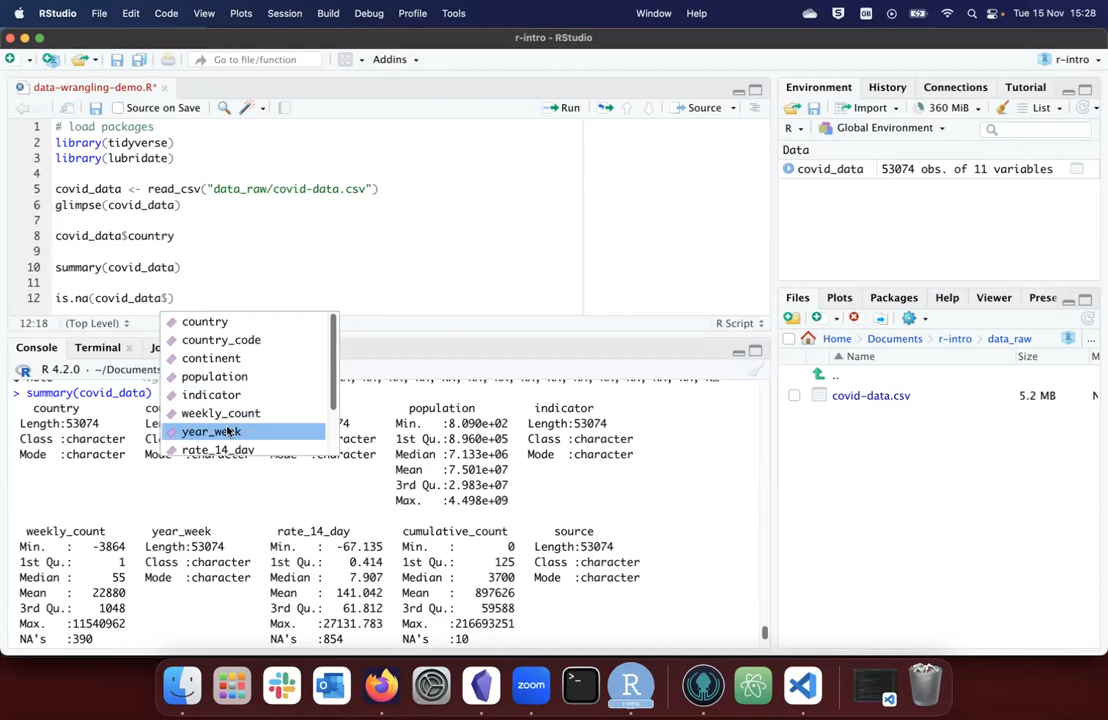 RStudio File Edit Code View Plots Session Build Debug Profile Tools Window Help GB Tue 15 Nov 15:28
r-intro - RStudio
Go to file/function Addins r-intro
data-wrangling-demo.R*
Source on Save Run Source
1 # load packages
2 library(tidyverse)
3 library(lubridate)
4
5 covid_data <- read_csv("data_raw/covid-data.csv")
6 glimpse(covid_data)
7
8 covid_data$country
9
10 summary(covid_data)
11
12 is.na(covid_data$)
12:18 (Top Level) R Script
country
country_code
continent
population
indicator
weekly_count
year_week
rate_14_day
Console Terminal Jo
R 4.2.0 · ~/Documents
> summary(covid_data)
country cou population indicator
Length:53074 Len 74 Min. :8.090e+02 Length:53074
Class :character Cla 1st Qu.:8.960e+05 Class :character
Mode :character Mode :character Mode :character Median :7.133e+06 Mode :character
Mean :7.501e+07
3rd Qu.:2.983e+07
Max. :4.498e+09
weekly_count year_week rate_14_day cumulative_count source
Min. : -3864 Length:53074 Min. : -67.135 Min. : 0 Length:53074
1st Qu.: 1 Class :character 1st Qu.: 0.414 1st Qu.: 125 Class :character
Median : 55 Mode :character Median : 7.907 Median : 3700 Mode :character
Mean : 22880 Mean : 141.042 Mean : 897626
3rd Qu.: 1048 3rd Qu.: 61.812 3rd Qu.: 59588
Max. :11540962 Max. :27131.783 Max. :216693251
NA's :390 NA's :854 NA's :10
Environment History Connections Tutorial
Import 360 MiB List
R Global Environment
Data
covid_data 53074 obs. of 11 variables
Files Plots Packages Help Viewer Prese
Home Documents r-intro data_raw ...
Name Size M
..
covid-data.csv 5.2 MB N
zoom
R
r-intro